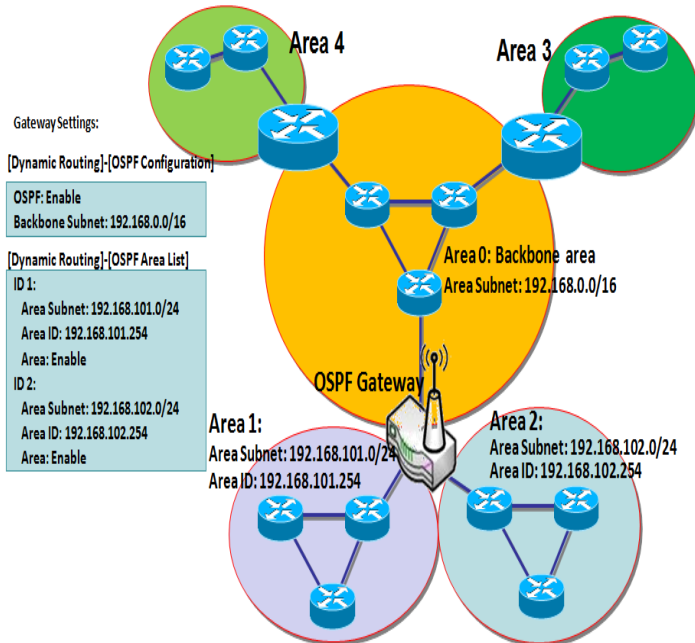 Area 4
Area 3
Gateway Settings:
[Dynamic Routing]-[OSPF Configuration]
OSPF: Enable
Backbone Subnet: 192.168.0.0/16
[Dynamic Routing]-[OSPF Area List]
ID 1:
Area Subnet: 192.168.101.0/24
Area ID: 192.168.101.254
Area: Enable
ID 2:
Area Subnet: 192.168.102.0/24
Area ID: 192.168.102.254
Area: Enable
Area 0: Backbone area
Area Subnet: 192.168.0.0/16
OSPF Gateway
Area 1:
Area Subnet: 192.168.101.0/24
Area ID: 192.168.101.254
Area 2:
Area Subnet: 192.168.102.0/24
Area ID: 192.168.102.254